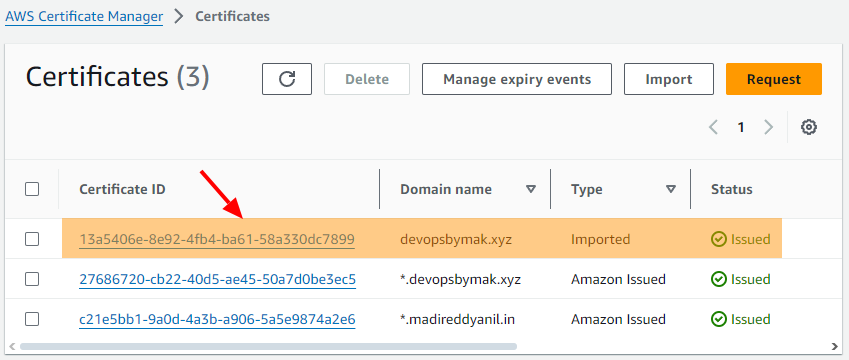 AWS Certificate Manager > Certificates
Certificates (3) Delete Manage expiry events Import Request
1
Certificate ID Domain name Type Status
13a5406e-8e92-4fb4-ba61-58a330dc7899 devopsbymak.xyz Imported Issued
27686720-cb22-40d5-ae45-50a7d0be3ec5 *.devopsbymak.xyz Amazon Issued Issued
c21e5bb1-9a0d-4a3b-a906-5a5e9874a2e6 *.madireddyanil.in Amazon Issued Issued